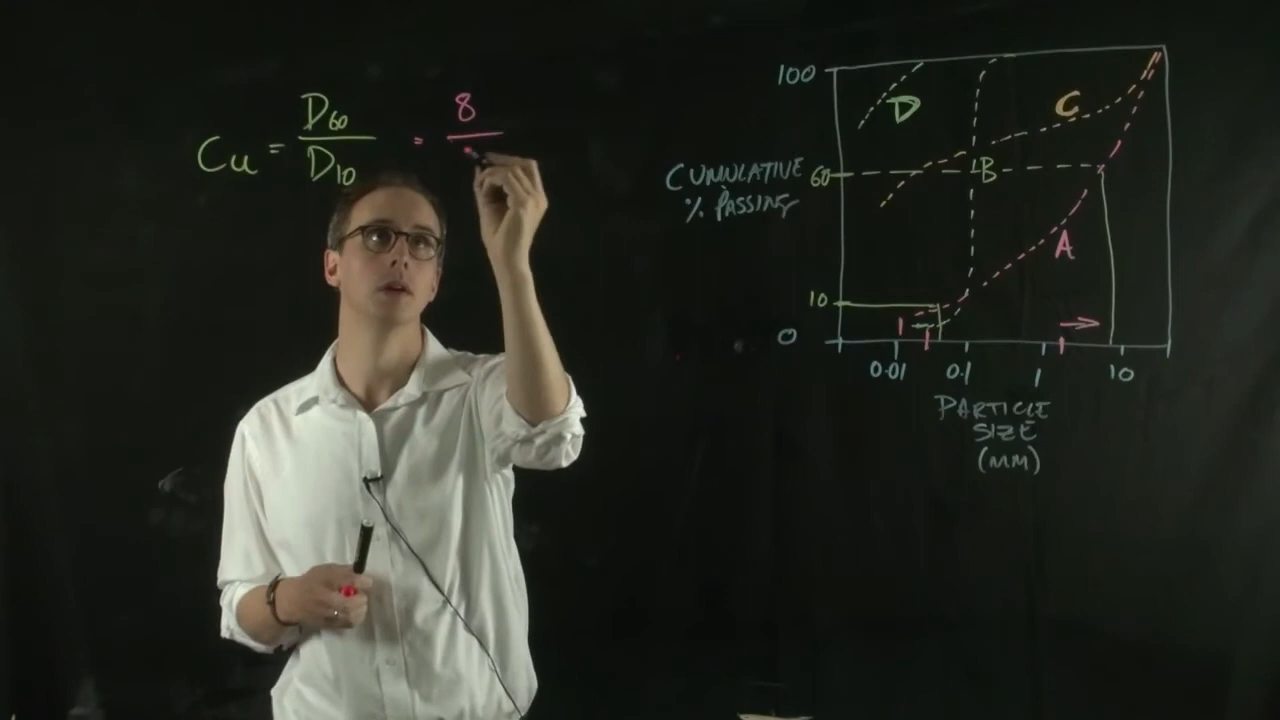 Cu = D60 / D10 = 8
100
CUMULATIVE
% PASSING
60
10
0
D
C
B
A
0.01 0.1 1 10
PARTICLE
SIZE
(MM)